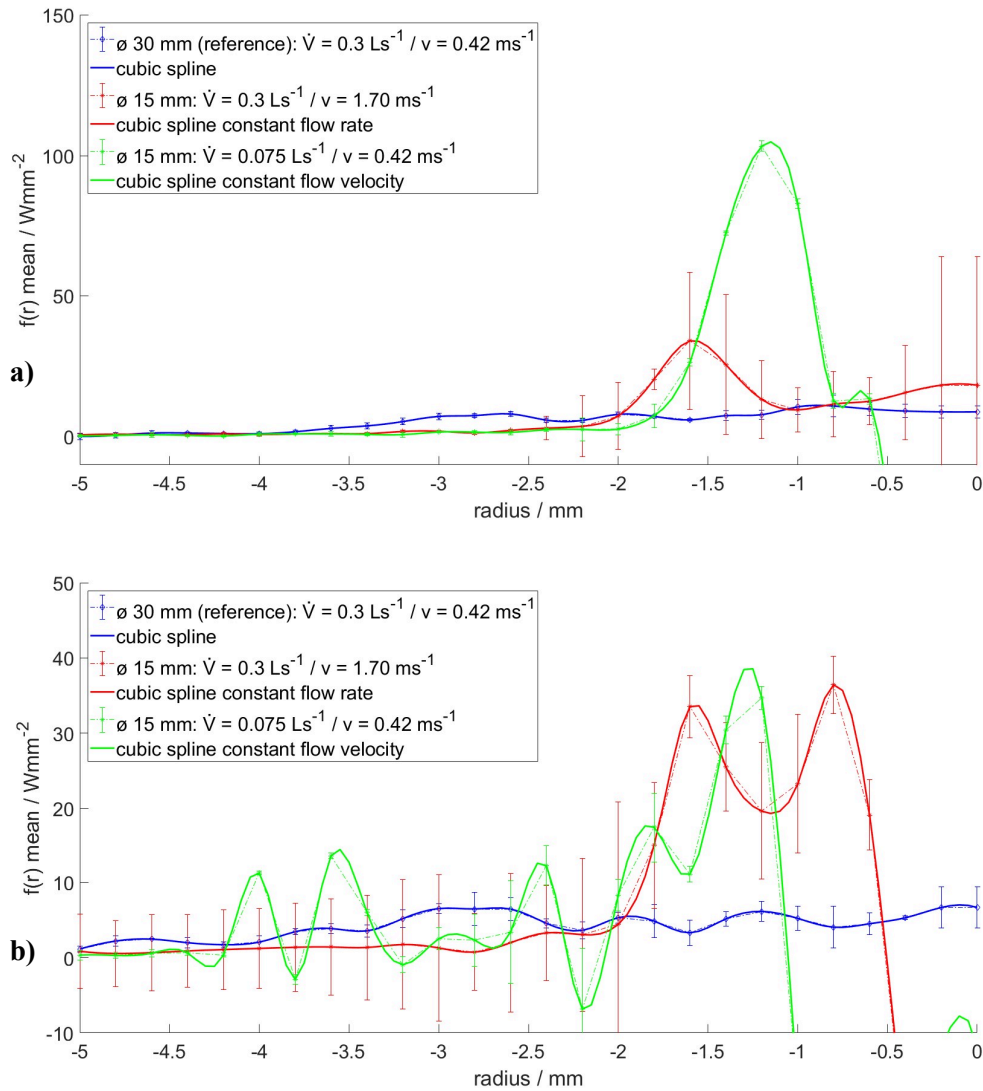 150
100
50
0
f(r) mean / Wmm⁻²
a)
ø 30 mm (reference): V̇ = 0.3 Ls⁻¹ / v = 0.42 ms⁻¹
cubic spline
ø 15 mm: V̇ = 0.3 Ls⁻¹ / v = 1.70 ms⁻¹
cubic spline constant flow rate
ø 15 mm: V̇ = 0.075 Ls⁻¹ / v = 0.42 ms⁻¹
cubic spline constant flow velocity
-5 -4.5 -4 -3.5 -3 -2.5 -2 -1.5 -1 -0.5 0
radius / mm
50
40
30
20
10
0
-10
f(r) mean / Wmm⁻²
b)
ø 30 mm (reference): V̇ = 0.3 Ls⁻¹ / v = 0.42 ms⁻¹
cubic spline
ø 15 mm: V̇ = 0.3 Ls⁻¹ / v = 1.70 ms⁻¹
cubic spline constant flow rate
ø 15 mm: V̇ = 0.075 Ls⁻¹ / v = 0.42 ms⁻¹
cubic spline constant flow velocity
-5 -4.5 -4 -3.5 -3 -2.5 -2 -1.5 -1 -0.5 0
radius / mm